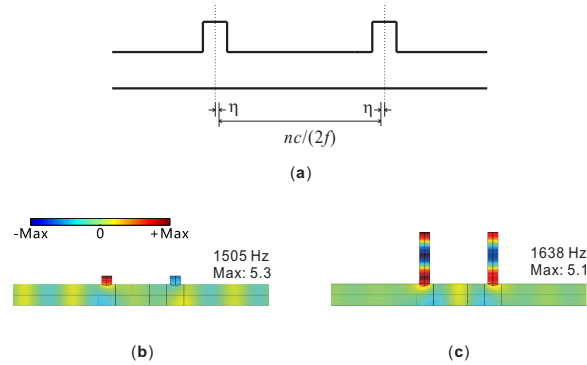 η η
nc/(2f)
(a)
-Max 0 +Max
1505 Hz
Max: 5.3
1638 Hz
Max: 5.1
(b) (c)